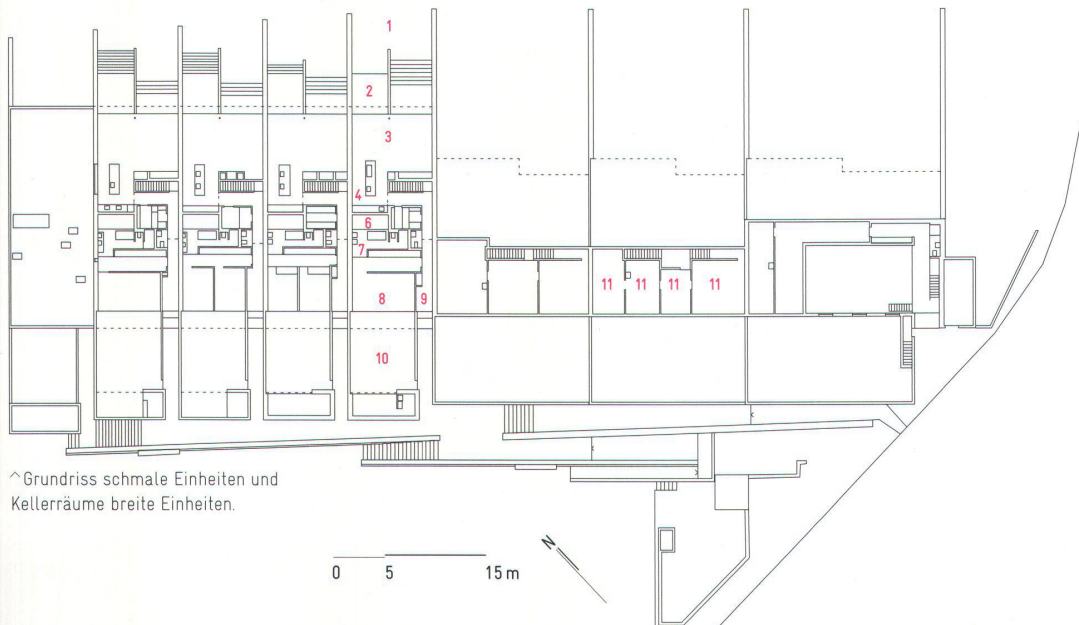 1
2
3
4
6
7
8
9
10
11 11 11 11
^Grundriss schmale Einheiten und
Kellerräume breite Einheiten.
N
0 5 15 m